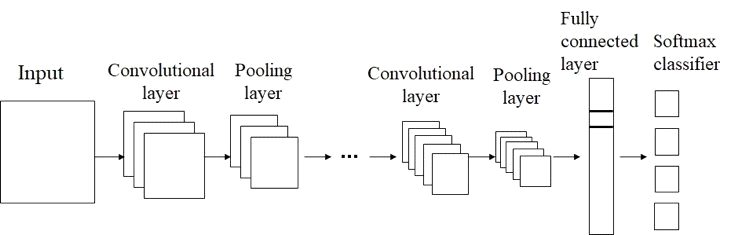 Input
Convolutional
layer
Pooling
layer
...
Convolutional
layer
Pooling
layer
Fully
connected
layer
Softmax
classifier